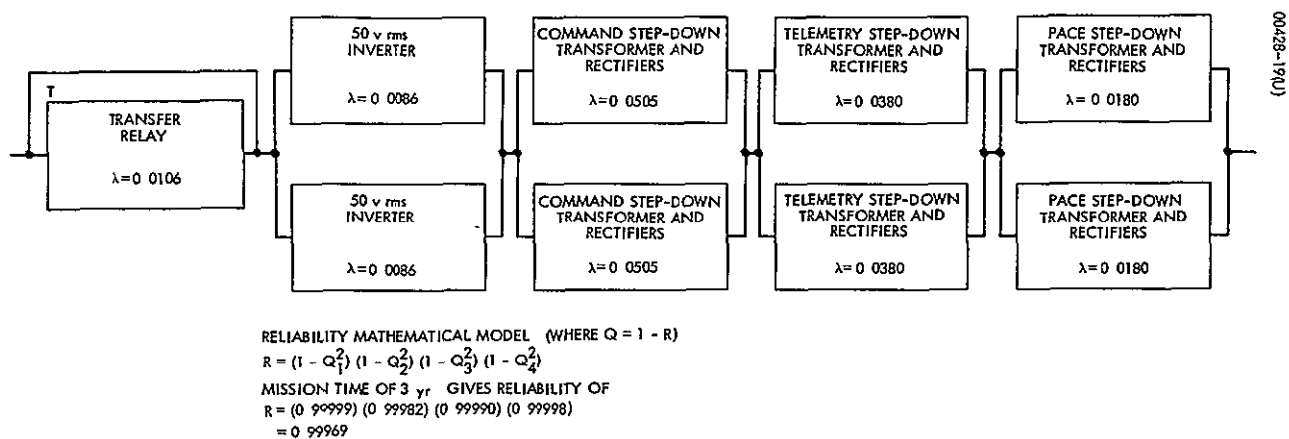 00428-19(U)
T
TRANSFER
RELAY
λ=0 0106
50 v rms
INVERTER
λ=0 0086
COMMAND STEP-DOWN
TRANSFORMER AND
RECTIFIERS
λ=0 0505
TELEMETRY STEP-DOWN
TRANSFORMER AND
RECTIFIERS
λ=0 0380
PACE STEP-DOWN
TRANSFORMER AND
RECTIFIERS
λ=0 0180
50 v rms
INVERTER
λ=0 0086
COMMAND STEP-DOWN
TRANSFORMER AND
RECTIFIERS
λ=0 0505
TELEMETRY STEP-DOWN
TRANSFORMER AND
RECTIFIERS
λ=0 0380
PACE STEP-DOWN
TRANSFORMER AND
RECTIFIERS
λ=0 0180
RELIABILITY MATHEMATICAL MODEL (WHERE Q = 1 - R)
R = (1 - Q₁²) (1 - Q₂²) (1 - Q₃²) (1 - Q₄²)
MISSION TIME OF 3 yr GIVES RELIABILITY OF
R = (0 99999) (0 99982) (0 99990) (0 99998)
= 0 99969